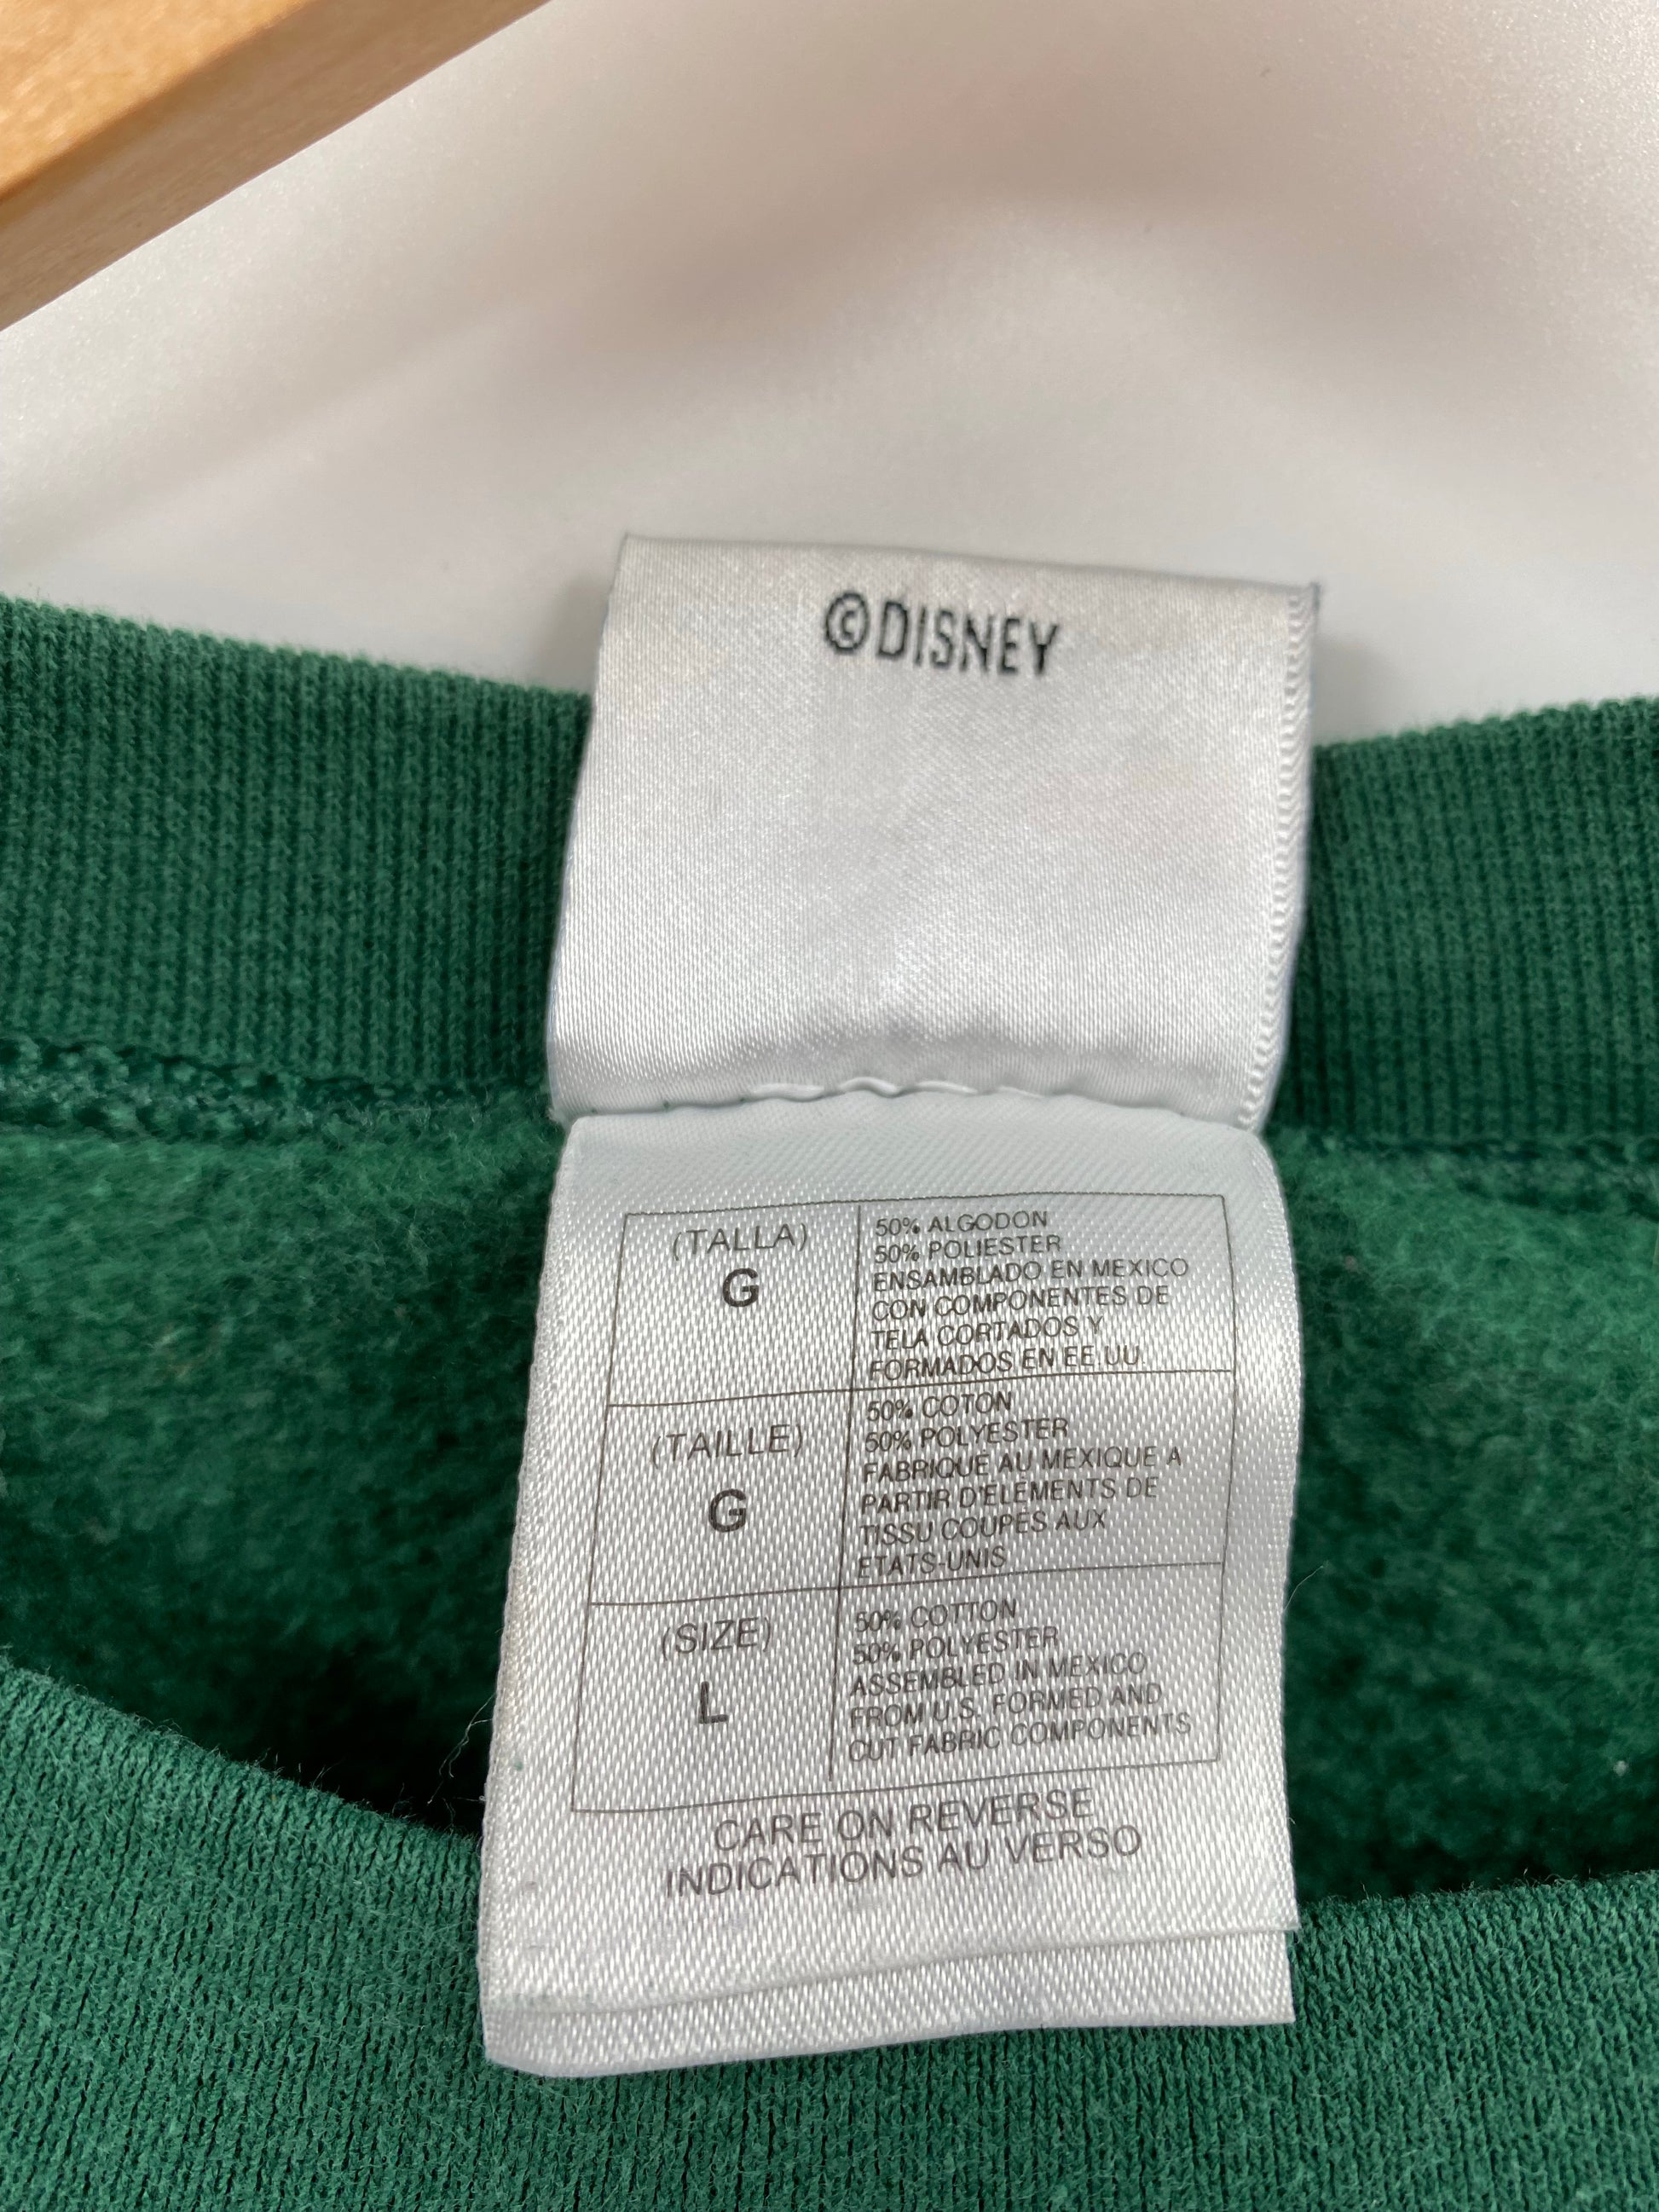 ©DISNEY
(TALLA)
G
50% ALGODON
50% POLIESTER
ENSAMBLADO EN MEXICO
CON COMPONENTES DE
TELA CORTADOS Y
FORMADOS EN EE.UU.
(TAILLE)
G
50% COTON
50% POLYESTER
FABRIQUE AU MEXIQUE A
PARTIR D'ELEMENTS DE
TISSU COUPES AUX
ETATS-UNIS
(SIZE)
L
50% COTTON
50% POLYESTER
ASSEMBLED IN MEXICO
FROM U.S. FORMED AND
CUT FABRIC COMPONENTS
CARE ON REVERSE
INDICATIONS AU VERSO